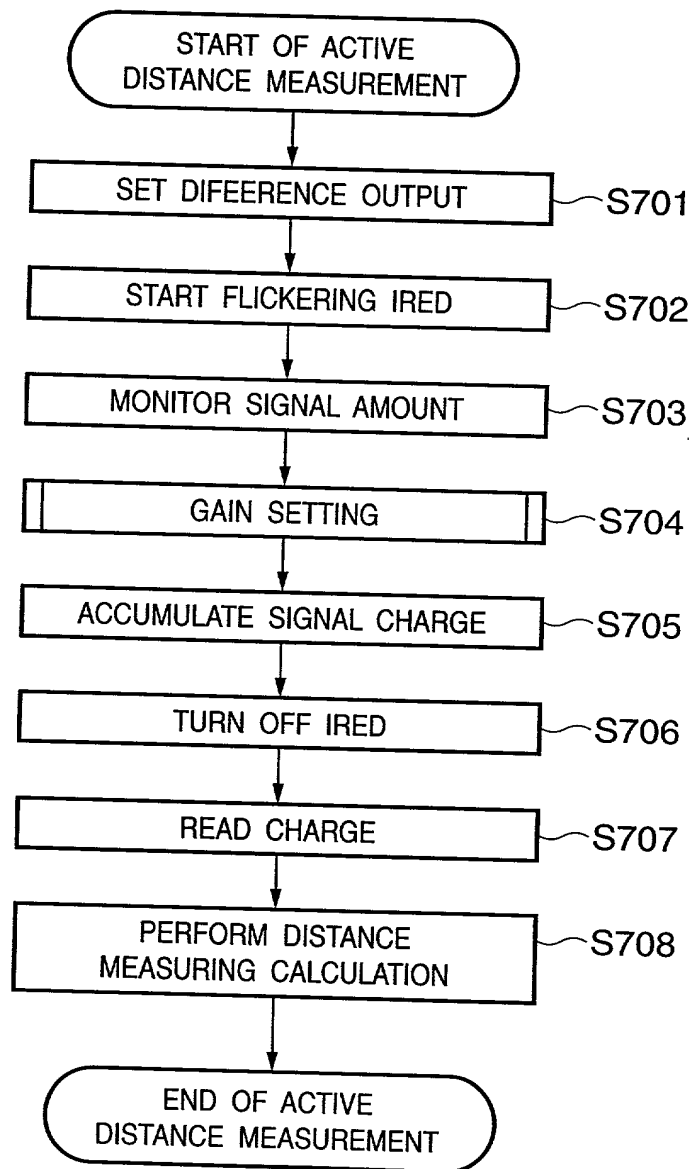 START OF ACTIVE
DISTANCE MEASUREMENT
SET DIFEERENCE OUTPUT
S701
START FLICKERING IRED
S702
MONITOR SIGNAL AMOUNT
S703
GAIN SETTING
S704
ACCUMULATE SIGNAL CHARGE
S705
TURN OFF IRED
S706
READ CHARGE
S707
PERFORM DISTANCE
MEASURING CALCULATION
S708
END OF ACTIVE
DISTANCE MEASUREMENT